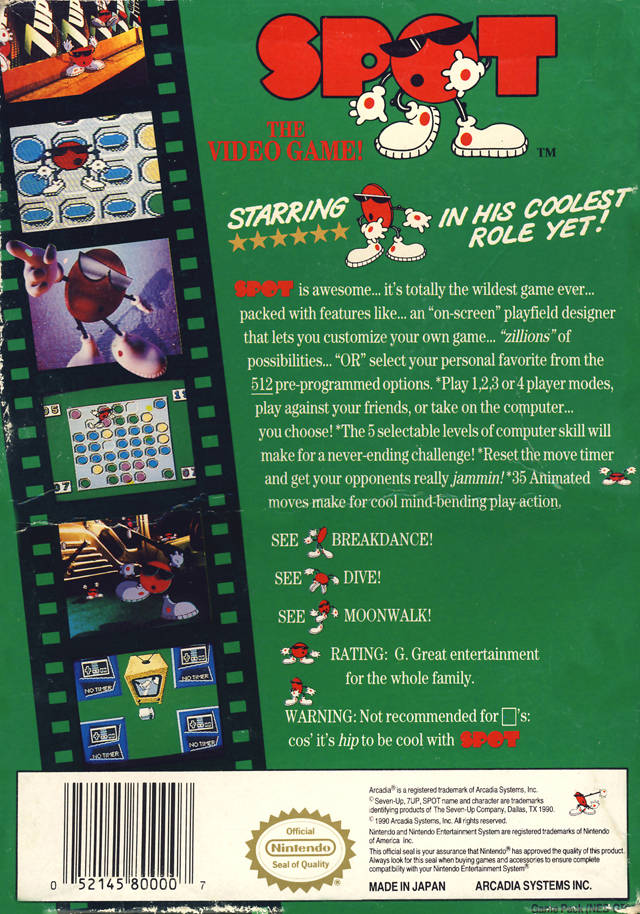 SPOT
THE
VIDEO GAME!
TM
STARRING
IN HIS COOLEST
ROLE YET!
SPOT is awesome... it's totally the wildest game ever...
packed with features like... an "on-screen" playfield designer
that lets you customize your own game... "zillions" of
possibilities... "OR" select your personal favorite from the
512 pre-programmed options. *Play 1,2,3 or 4 player modes,
play against your friends, or take on the computer...
you choose! *The 5 selectable levels of computer skill will
make for a never-ending challenge! *Reset the move timer
and get your opponents really jammin! *35 Animated
moves make for cool mind-bending play action,
SEE BREAKDANCE!
SEE DIVE!
SEE MOONWALK!
RATING: G. Great entertainment
for the whole family.
WARNING: Not recommended for □'s:
cos' it's hip to be cool with SPOT
NO TIMER
NO TIMER
NO TIMER
NO TIMER
0 52145 80000 7
Official
Nintendo
Seal of Quality
®
Arcadia® is a registered trademark of Arcadia Systems, Inc.
© Seven-Up, 7UP, SPOT name and character are trademarks
identifying products of The Seven-Up Company, Dallas, TX 1990.
© 1990 Arcadia Systems, Inc. All rights reserved.
Nintendo and Nintendo Entertainment System are registered trademarks of Nintendo
of America Inc.
This official seal is your assurance that Nintendo® has approved the quality of this product.
Always look for this seal when buying games and accessories to ensure complete
compatibility with your Nintendo Entertainment System®
MADE IN JAPAN ARCADIA SYSTEMS INC.